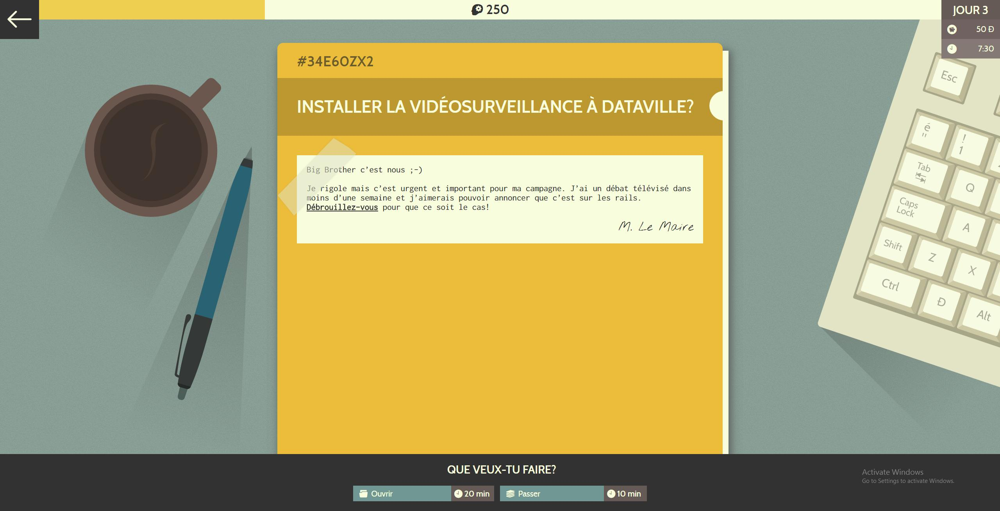 250
JOUR 3
50 Đ
7:30
#34E60ZX2
INSTALLER LA VIDÉOSURVEILLANCE À DATAVILLE?
Big Brother c’est nous ;-)
Je rigole mais c’est urgent et important pour ma campagne. J’ai un débat télévisé dans
moins d’une semaine et j’aimerais pouvoir annoncer que c’est sur les rails.
Débrouillez-vous pour que ce soit le cas!
M. Le Maire
Esc
é
"
!
1
Tab
Q
Caps
Lock
A
Shift
Z
X
Ctrl
Đ
Alt
QUE VEUX-TU FAIRE?
Ouvrir 20 min
Passer 10 min
Activate Windows
Go to Settings to activate Windows.